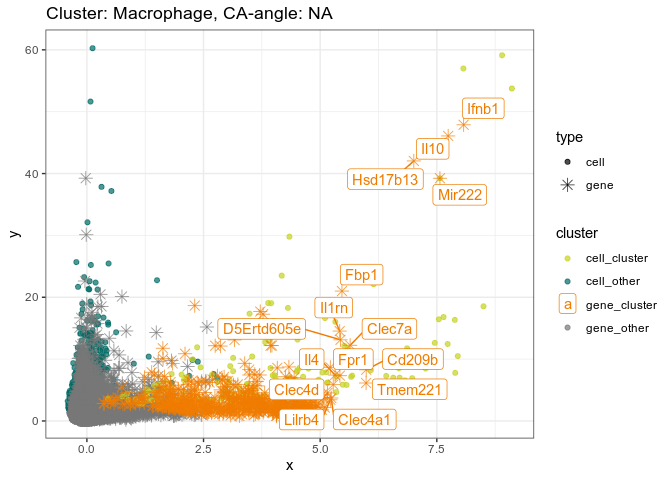 Cluster: Macrophage, CA-angle: NA
60
40
20
0
y
0.0
2.5
5.0
7.5
x
Ifnb1
Il10
Hsd17b13
Mir222
Fbp1
Il1rn
D5Ertd605e
Clec7a
Il4
Fpr1
Cd209b
Clec4d
Tmem221
Lilrb4
Clec4a1
type
cell
gene
cluster
cell_cluster
cell_other
a gene_cluster
gene_other